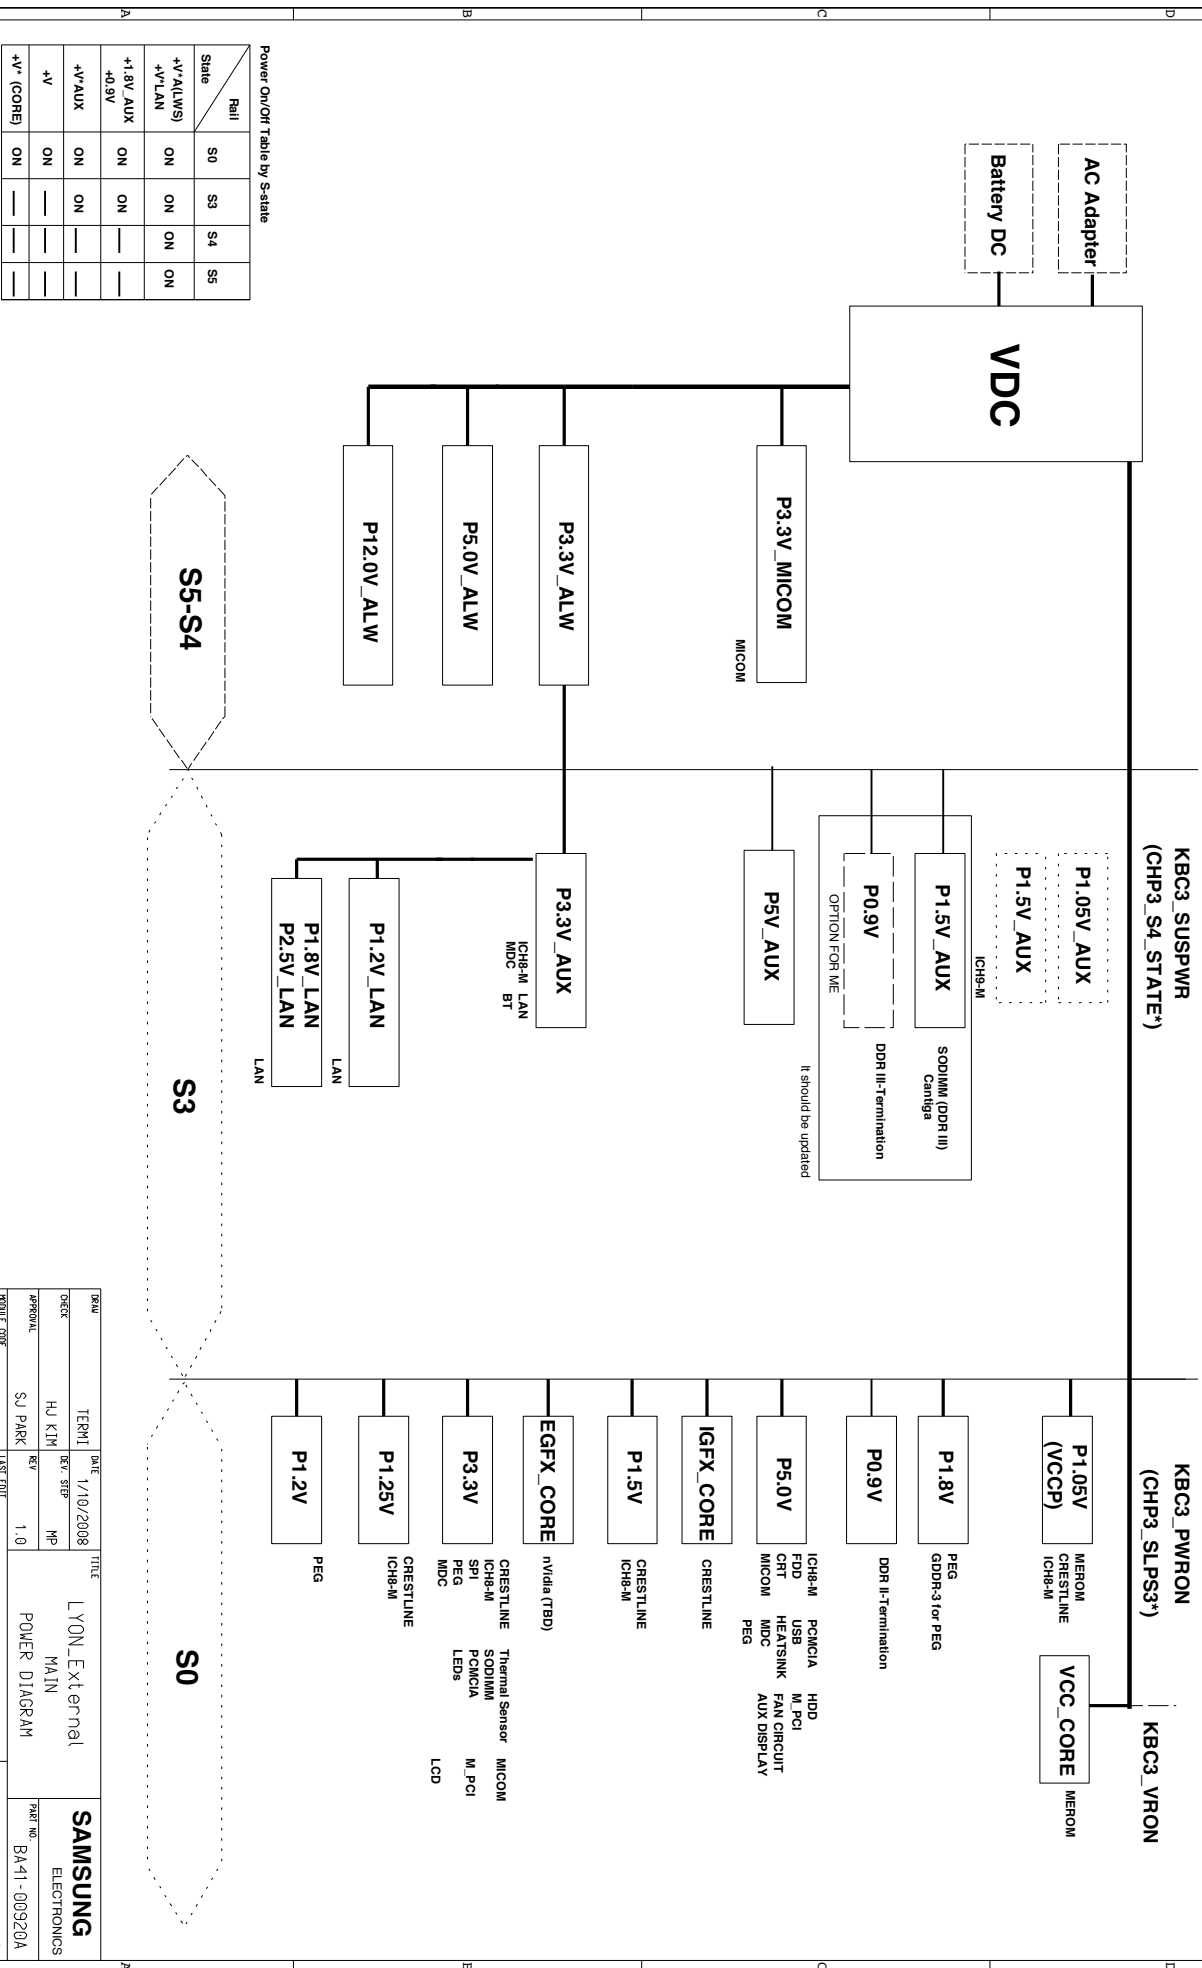 D
C
B
A
KBC3_SUSPWR
(CHP3_S4_STATE*)
KBC3_PWRON
(CHP3_SLPS3*)
KBC3_VRON
AC Adapter
Battery DC
VDC
P3.3V_MICOM
MICOM
P3.3V_ALW
P5.0V_ALW
P12.0V_ALW
P1.05V_AUX
P1.5V_AUX
ICH9-M
P1.5V_AUX
SODIMM (DDR III)
Cantiga
P0.9V
DDR III-Termination
OPTION FOR ME
It should be updated
P5V_AUX
P3.3V_AUX
ICH8-M LAN
MDC BT
P1.2V_LAN
LAN
P1.8V_LAN
P2.5V_LAN
LAN
P1.05V
(VCCP)
MEROM
CRESTLINE
ICH8-M
VCC_CORE
MEROM
P1.8V
PEG
GDDR-3 for PEG
P0.9V
DDR II-Termination
P5.0V
ICH8-M PCMCIA HDD
FDD USB M_PCI
CRT HEATSINK FAN CIRCUIT
MICOM MDC AUX DISPLAY
PEG
IGFX_CORE
CRESTLINE
P1.5V
CRESTLINE
ICH8-M
EGFX_CORE
nVidia (TBD)
P3.3V
CRESTLINE Thermal Sensor MICOM
ICH8-M SODIMM
SPI PCMCIA M_PCI
PEG LEDs
MDC LCD
P1.25V
CRESTLINE
ICH8-M
P1.2V
PEG
S5-S4
S3
S0
Power On/Off Table by S-state
Rail
State S0 S3 S4 S5
+V*A(LWS)
+V*LAN ON ON ON ON
+1.8V_AUX
+0.9V ON ON — —
+V*AUX ON ON — —
+V ON — — —
+V* (CORE) ON — — —
DRAW TERMI DATE 1/10/2008
CHECK HJ KIM DEV. STEP MP
APPROVAL SJ PARK REV 1.0
MODULE CODE LAST EDIT
TITLE LYON_External
MAIN
POWER DIAGRAM
SAMSUNG
ELECTRONICS
PART NO. BA41-00920A
D
C
B
A